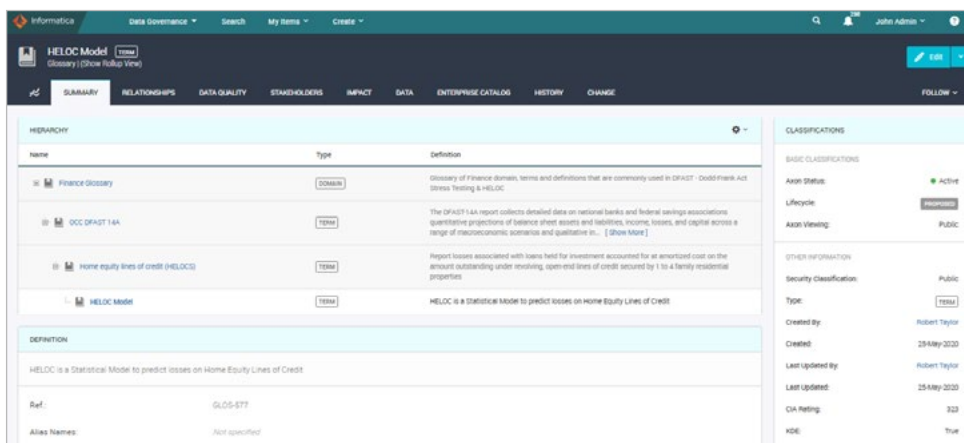 Informatica
Data Governance
Search
My Items
Create
John Admin
HELOC Model TERM
Glossary | (Show Rollup View)
Edit
SUMMARY
RELATIONSHIPS
DATA QUALITY
STAKEHOLDERS
IMPACT
DATA
ENTERPRISE CATALOG
HISTORY
CHANGE
FOLLOW
HIERARCHY
Name Type Definition
Finance Glossary DOMAIN Glossary of Finance domain, terms and definitions that are commonly used in DFAST - Dodd-Frank Act
Stress Testing & HELOC
OCC DFAST 14A TERM The DFAST-14A report collects detailed data on national banks and federal savings associations
quantitative projections of balance sheet assets and liabilities, income, losses, and capital across a
range of macroeconomic scenarios and qualitative in... [ Show More ]
Home equity lines of credit (HELOCS) TERM Report losses associated with loans held for investment accounted for at amortized cost on the
amount outstanding under revolving, open-end lines of credit secured by 1 to 4 family residential
properties
HELOC Model TERM HELOC is a Statistical Model to predict losses on Home Equity Lines of Credit
DEFINITION
HELOC is a Statistical Model to predict losses on Home Equity Lines of Credit
Ref.: GLOS-577
Alias Names: Not specified
CLASSIFICATIONS
BASIC CLASSIFICATIONS
Axon Status: Active
Lifecycle: PROPOSED
Axon Viewing: Public
OTHER INFORMATION
Security Classification: Public
Type: TERM
Created By: Robert Taylor
Created: 25-May-2020
Last Updated By: Robert Taylor
Last Updated: 25-May-2020
CIA Rating: 323
KDE: True